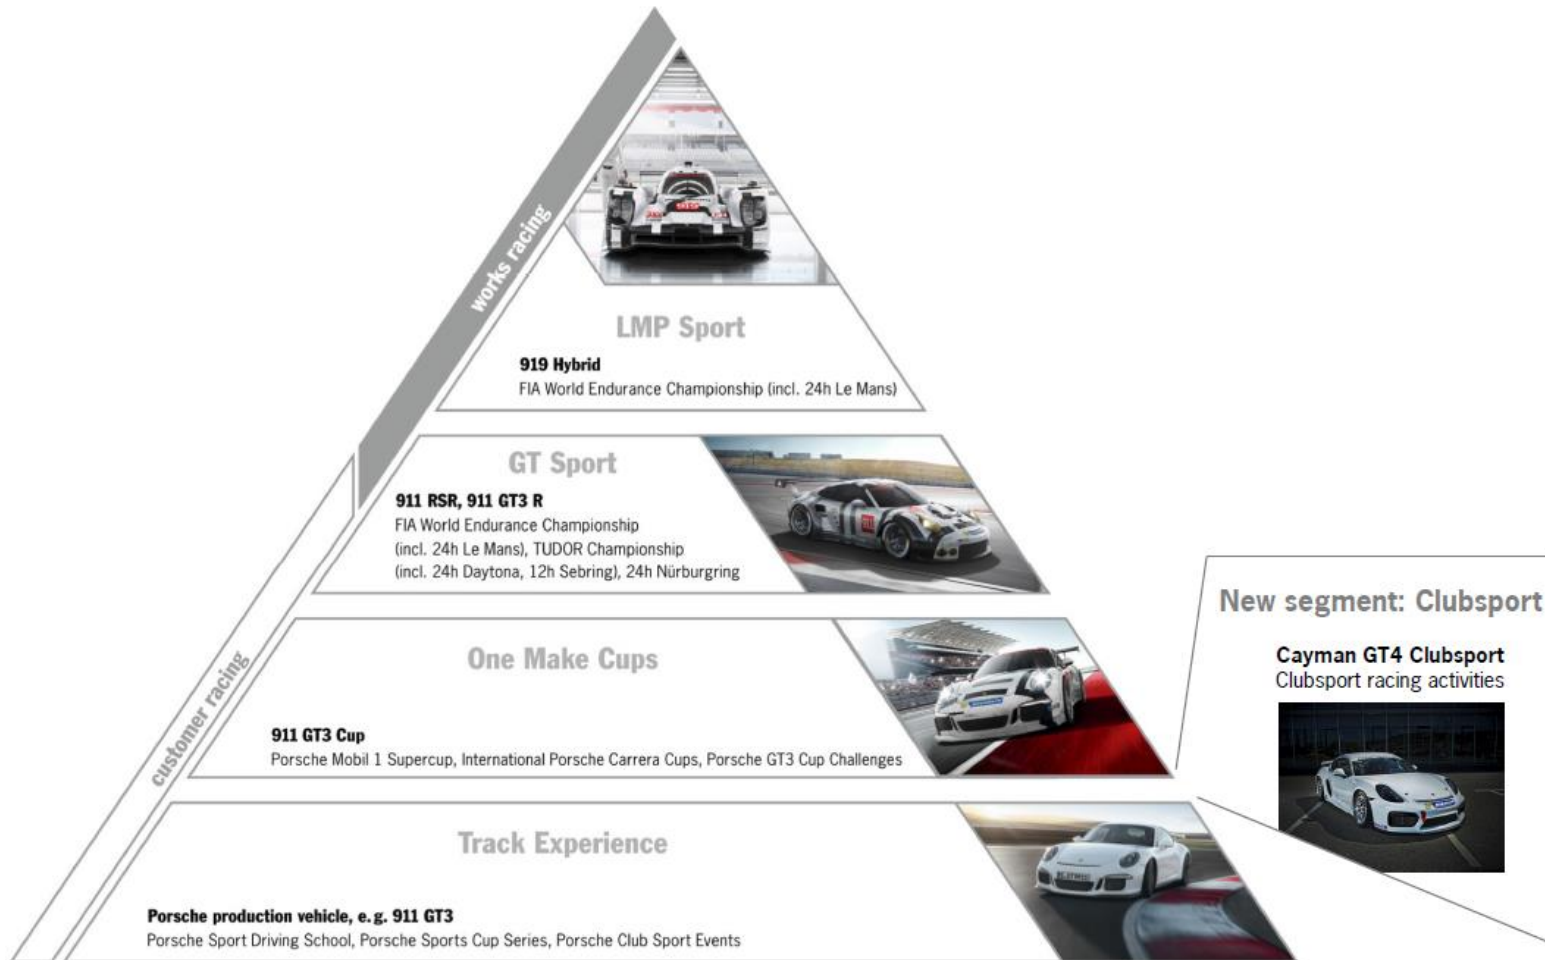 works racing
LMP Sport
919 Hybrid
FIA World Endurance Championship (incl. 24h Le Mans)
GT Sport
911 RSR, 911 GT3 R
FIA World Endurance Championship
(incl. 24h Le Mans), TUDOR Championship
(incl. 24h Daytona, 12h Sebring), 24h Nürburgring
911
customer racing
One Make Cups
911 GT3 Cup
Porsche Mobil 1 Supercup, International Porsche Carrera Cups, Porsche GT3 Cup Challenges
New segment: Clubsport
Cayman GT4 Clubsport
Clubsport racing activities
Track Experience
Porsche production vehicle, e. g. 911 GT3
Porsche Sport Driving School, Porsche Sports Cup Series, Porsche Club Sport Events